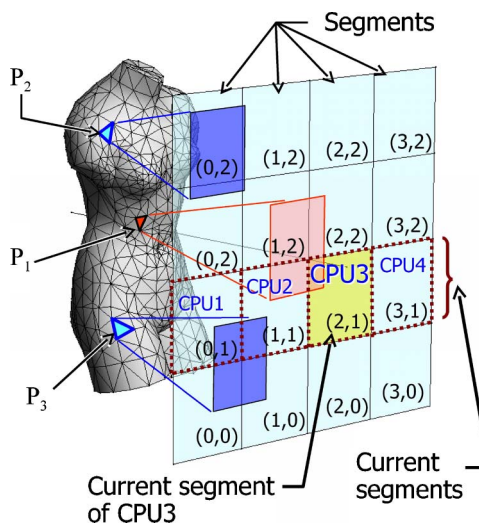 Segments
P2
(0,2) (1,2) (2,2) (3,2)
P1
(0,2) (1,2) (2,2) (3,2)
CPU1 CPU2 CPU3 CPU4
(0,1) (1,1) (2,1) (3,1)
P3
(0,0) (1,0) (2,0) (3,0)
Current segment
of CPU3
Current
segments